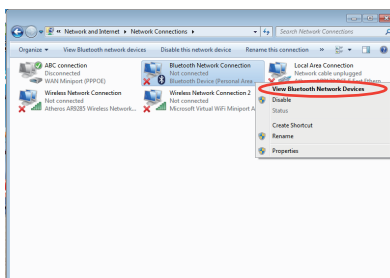 « Network and Internet ▸ Network Connections ▸
Search Network Connections
Organize ▾ View Bluetooth network devices Disable this network device Rename this connection »
ABC connection
Disconnected
WAN Miniport (PPPOE)
Bluetooth Network Connection
Not connected
Bluetooth Device (Personal Area...
Local Area Connection
Network cable unplugged
Wireless Network Connection
Not connected
Atheros AR9285 Wireless Network...
Wireless Network Connection 2
Not connected
Microsoft Virtual WiFi Miniport A
View Bluetooth Network Devices
Disable
Status
Create Shortcut
Rename
Properties